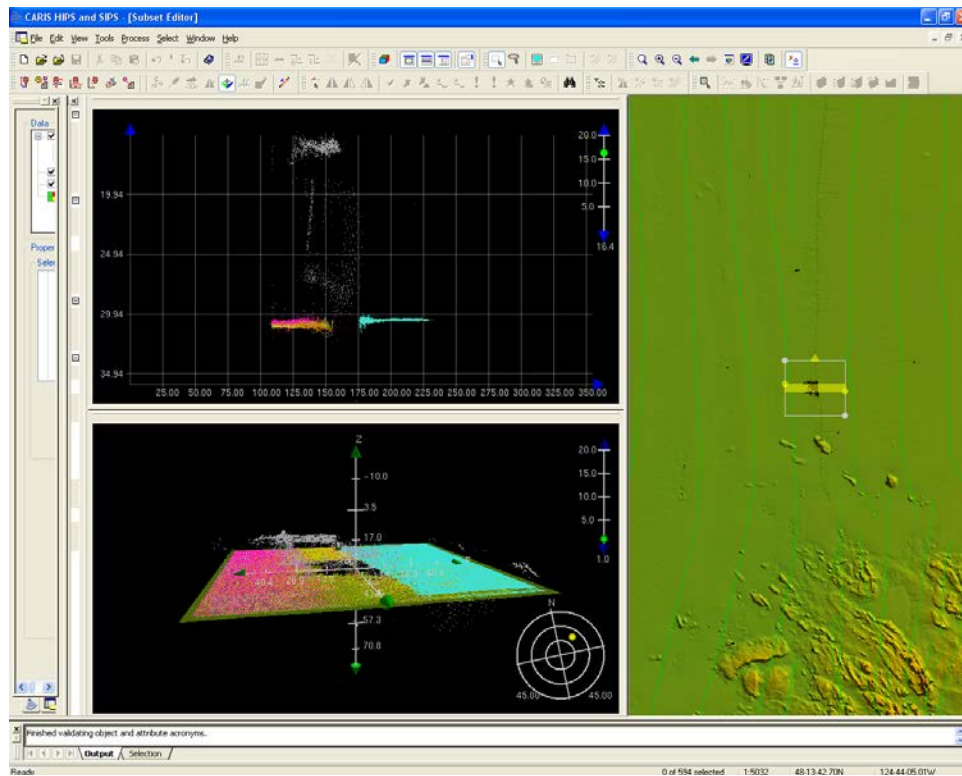 CARIS HIPS and SIPS - [Subset Editor]
File Edit View Tools Process Select Window Help
Data
Proper
Selec
20.0
15.0
10.0
5.0
16.4
19.94
24.94
29.94
34.94
25.00 50.00 75.00 100.00 125.00 150.00 175.00 200.00 225.00 250.00 275.00 300.00 325.00 350.00
Z
-10.0
3.5
17.0
57.3
70.8
20.0
15.0
10.0
5.0
1.0
N
45.00 45.00
Finished validating object and attribute acronyms.
Output Selection
Ready 0 of 594 selected 1:5032 48-13-42.70N 124-44-05.01W